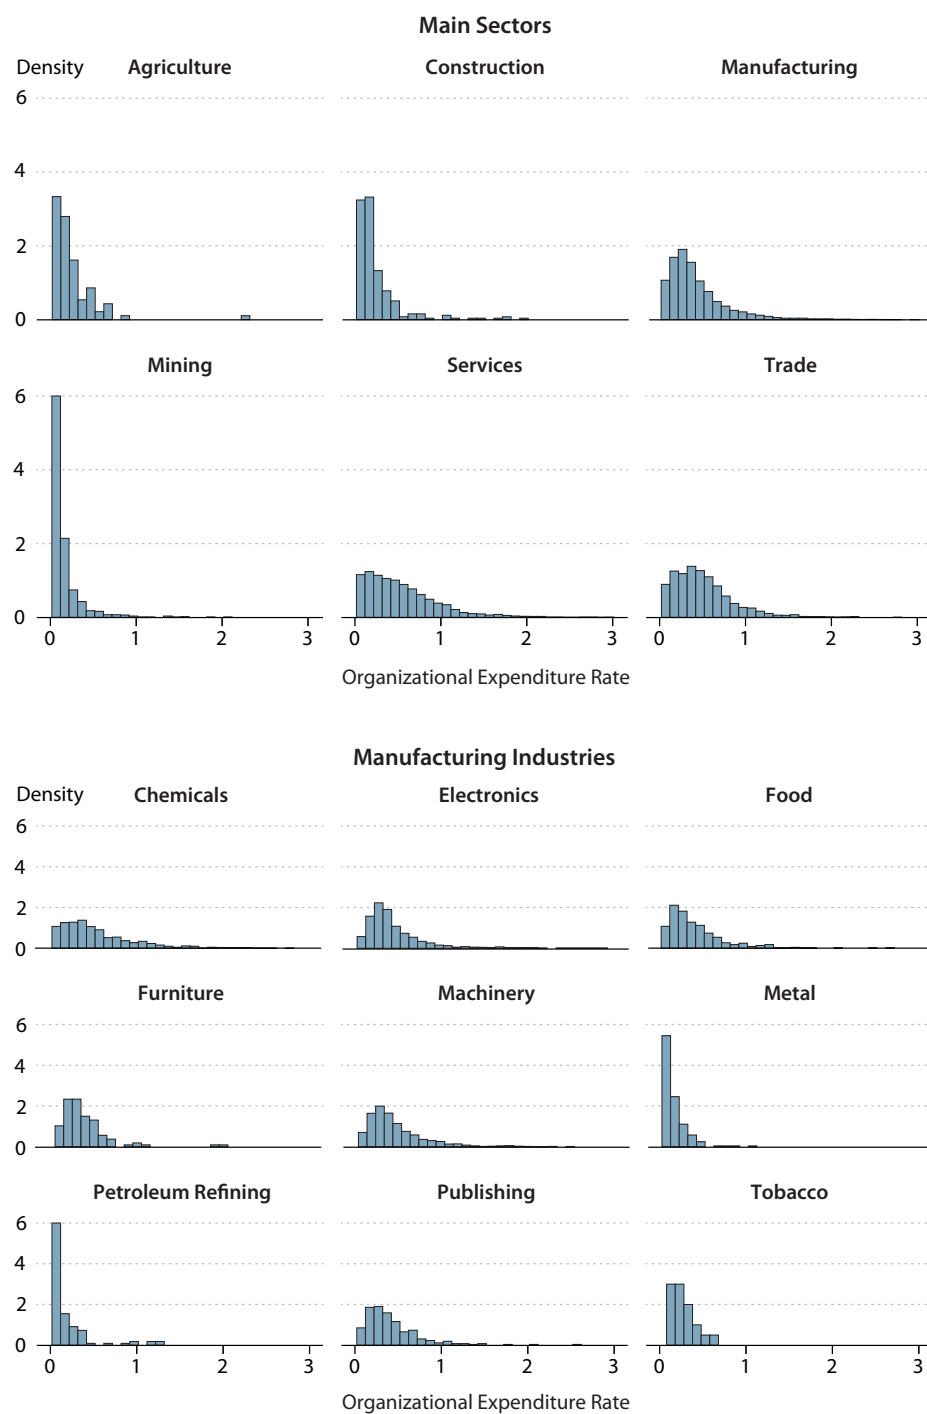 Main Sectors
Density Agriculture Construction Manufacturing
6
4
2
0
Mining Services Trade
6
4
2
0
0 1 2 3 0 1 2 3 0 1 2 3
Organizational Expenditure Rate
Manufacturing Industries
Density Chemicals Electronics Food
6
4
2
0
Furniture Machinery Metal
6
4
2
0
Petroleum Refining Publishing Tobacco
6
4
2
0
0 1 2 3 0 1 2 3 0 1 2 3
Organizational Expenditure Rate